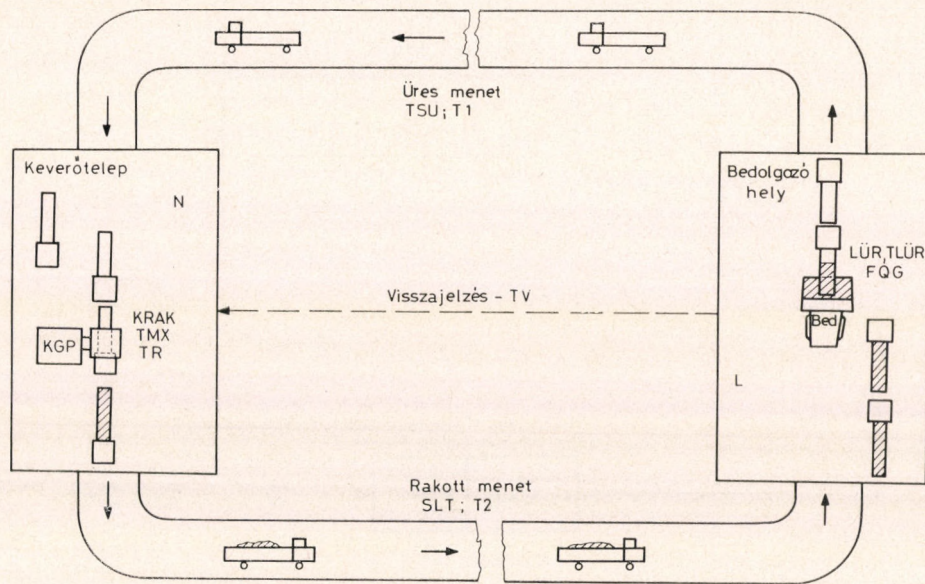 Üres menet
TSU; T1
Keverőtelep
N
KRAK
TMX
TR
KGP
Visszajelzés - TV
Bedolgozó
hely
LÜR, TLÜR
FQG
Bed
L
Rakott menet
SLT; T2